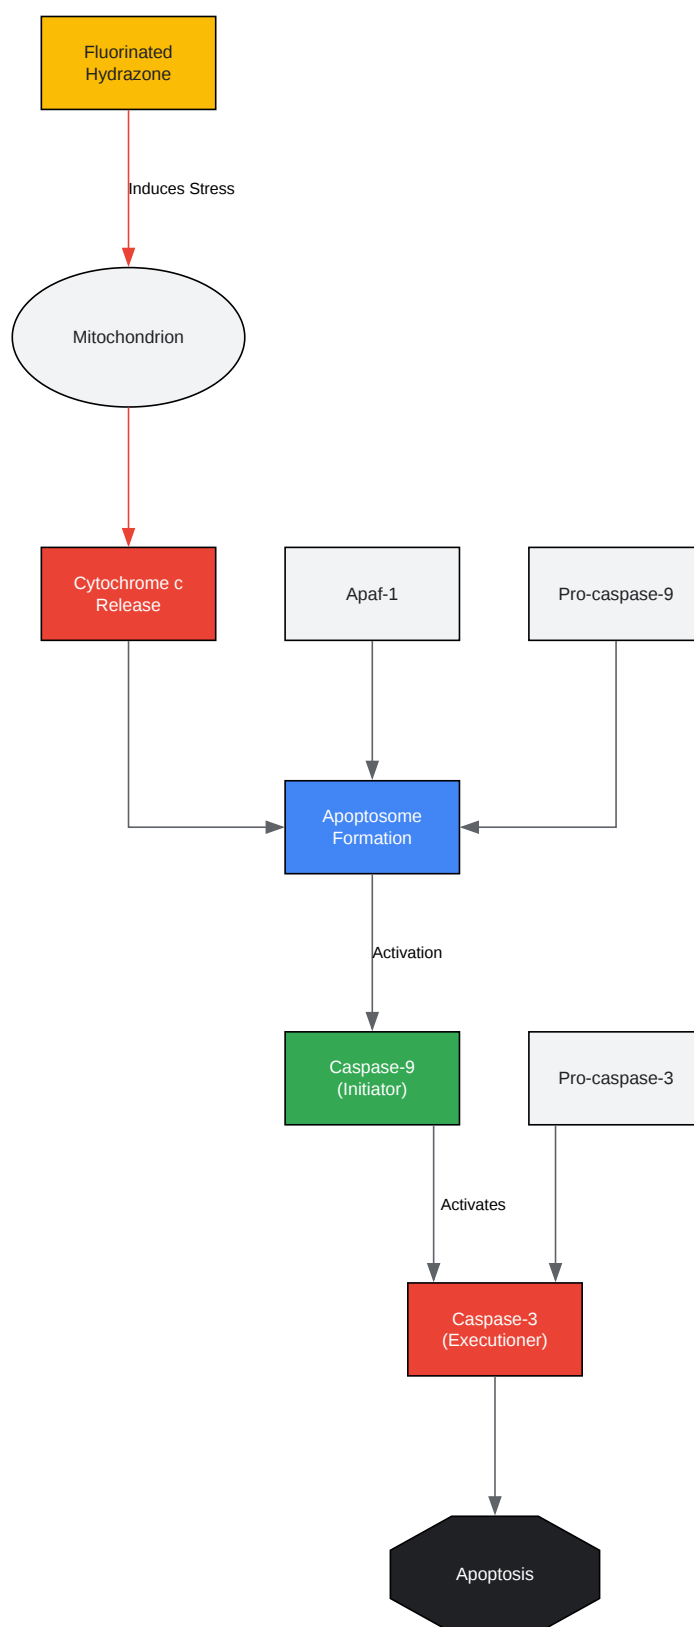 Fluorinated
Hydrazone
Induces Stress
Mitochondrion
Cytochrome c
Release
Apaf-1
Pro-caspase-9
Apoptosome
Formation
Activation
Caspase-9
(Initiator)
Pro-caspase-3
Activates
Caspase-3
(Executioner)
Apoptosis